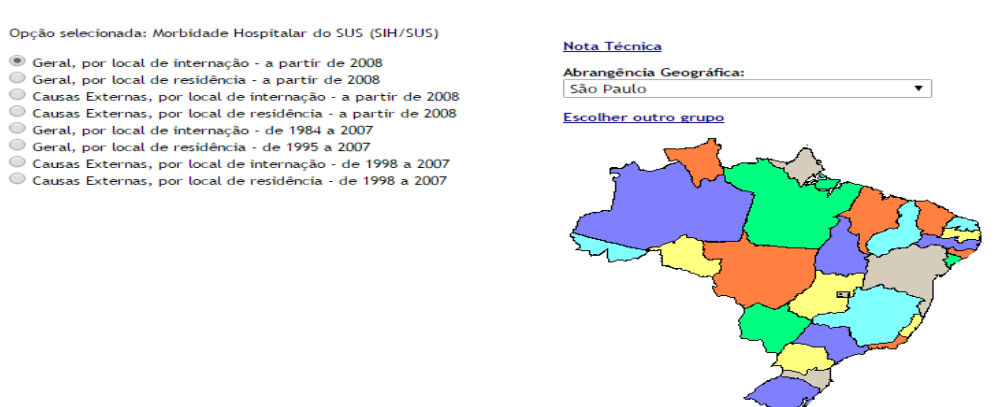 Opção selecionada: Morbidade Hospitalar do SUS (SIH/SUS)
Geral, por local de internação - a partir de 2008
Geral, por local de residência - a partir de 2008
Causas Externas, por local de internação - a partir de 2008
Causas Externas, por local de residência - a partir de 2008
Geral, por local de internação - de 1984 a 2007
Geral, por local de residência - de 1995 a 2007
Causas Externas, por local de internação - de 1998 a 2007
Causas Externas, por local de residência - de 1998 a 2007
Nota Técnica
Abrangência Geográfica:
São Paulo
Escolher outro grupo